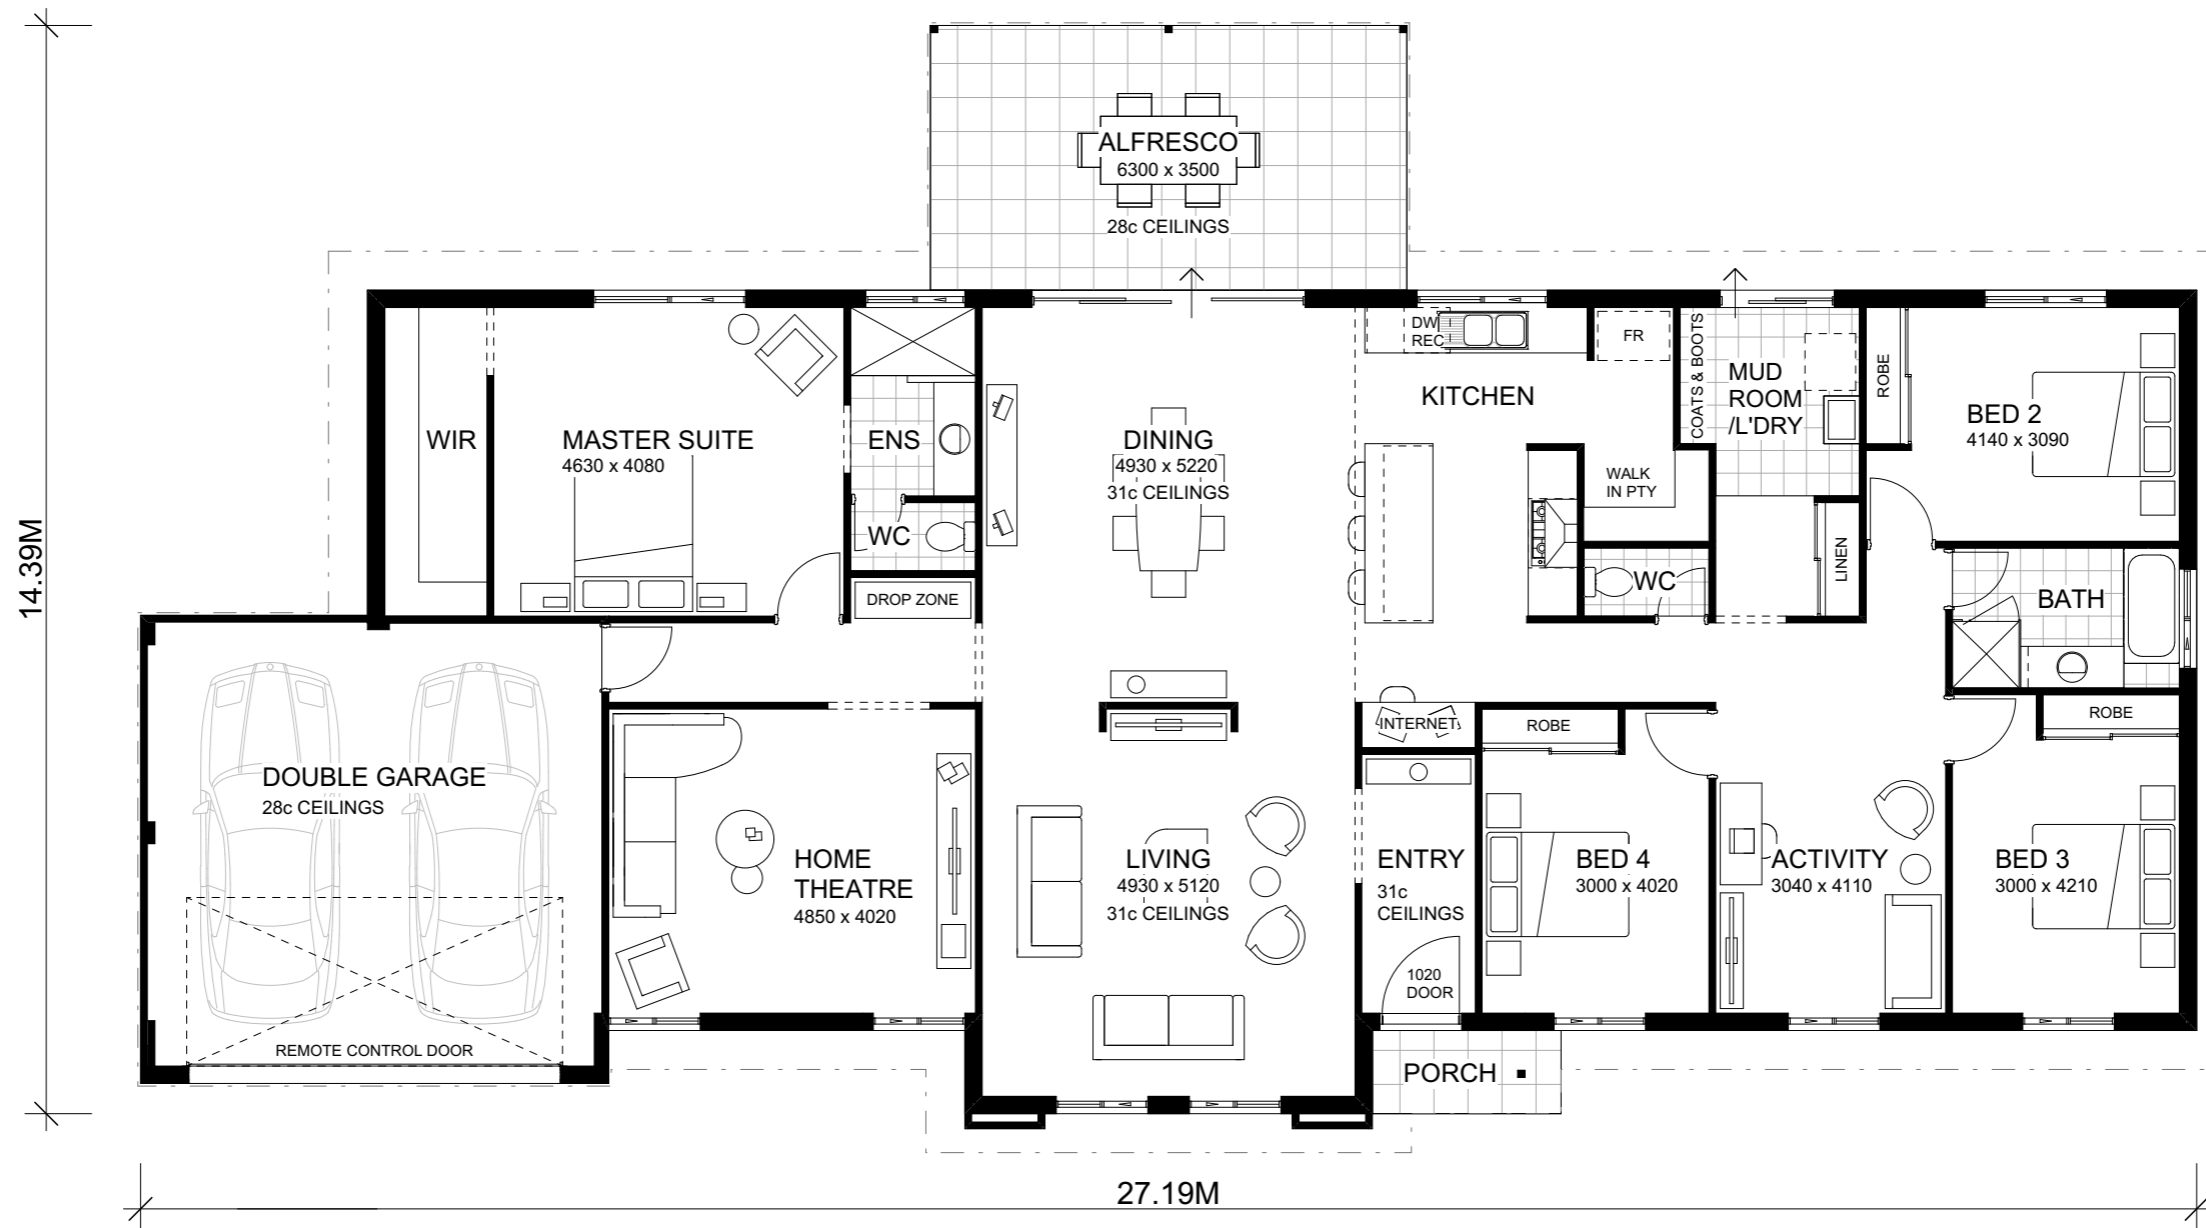 ALFRESCO
6300 x 3500
28c CEILINGS
14.39M
WIR
MASTER SUITE
4630 x 4080
ENS
WC
DROP ZONE
DINING
4930 x 5220
31c CEILINGS
DW
REC
FR
KITCHEN
WALK
IN PTY
WC
COATS & BOOTS
MUD
ROOM
/L'DRY
LINEN
ROBE
BED 2
4140 x 3090
BATH
DOUBLE GARAGE
28c CEILINGS
REMOTE CONTROL DOOR
HOME
THEATRE
4850 x 4020
LIVING
4930 x 5120
31c CEILINGS
INTERNET
ENTRY
31c
CEILINGS
1020
DOOR
PORCH
ROBE
BED 4
3000 x 4020
ACTIVITY
3040 x 4110
ROBE
BED 3
3000 x 4210
27.19M